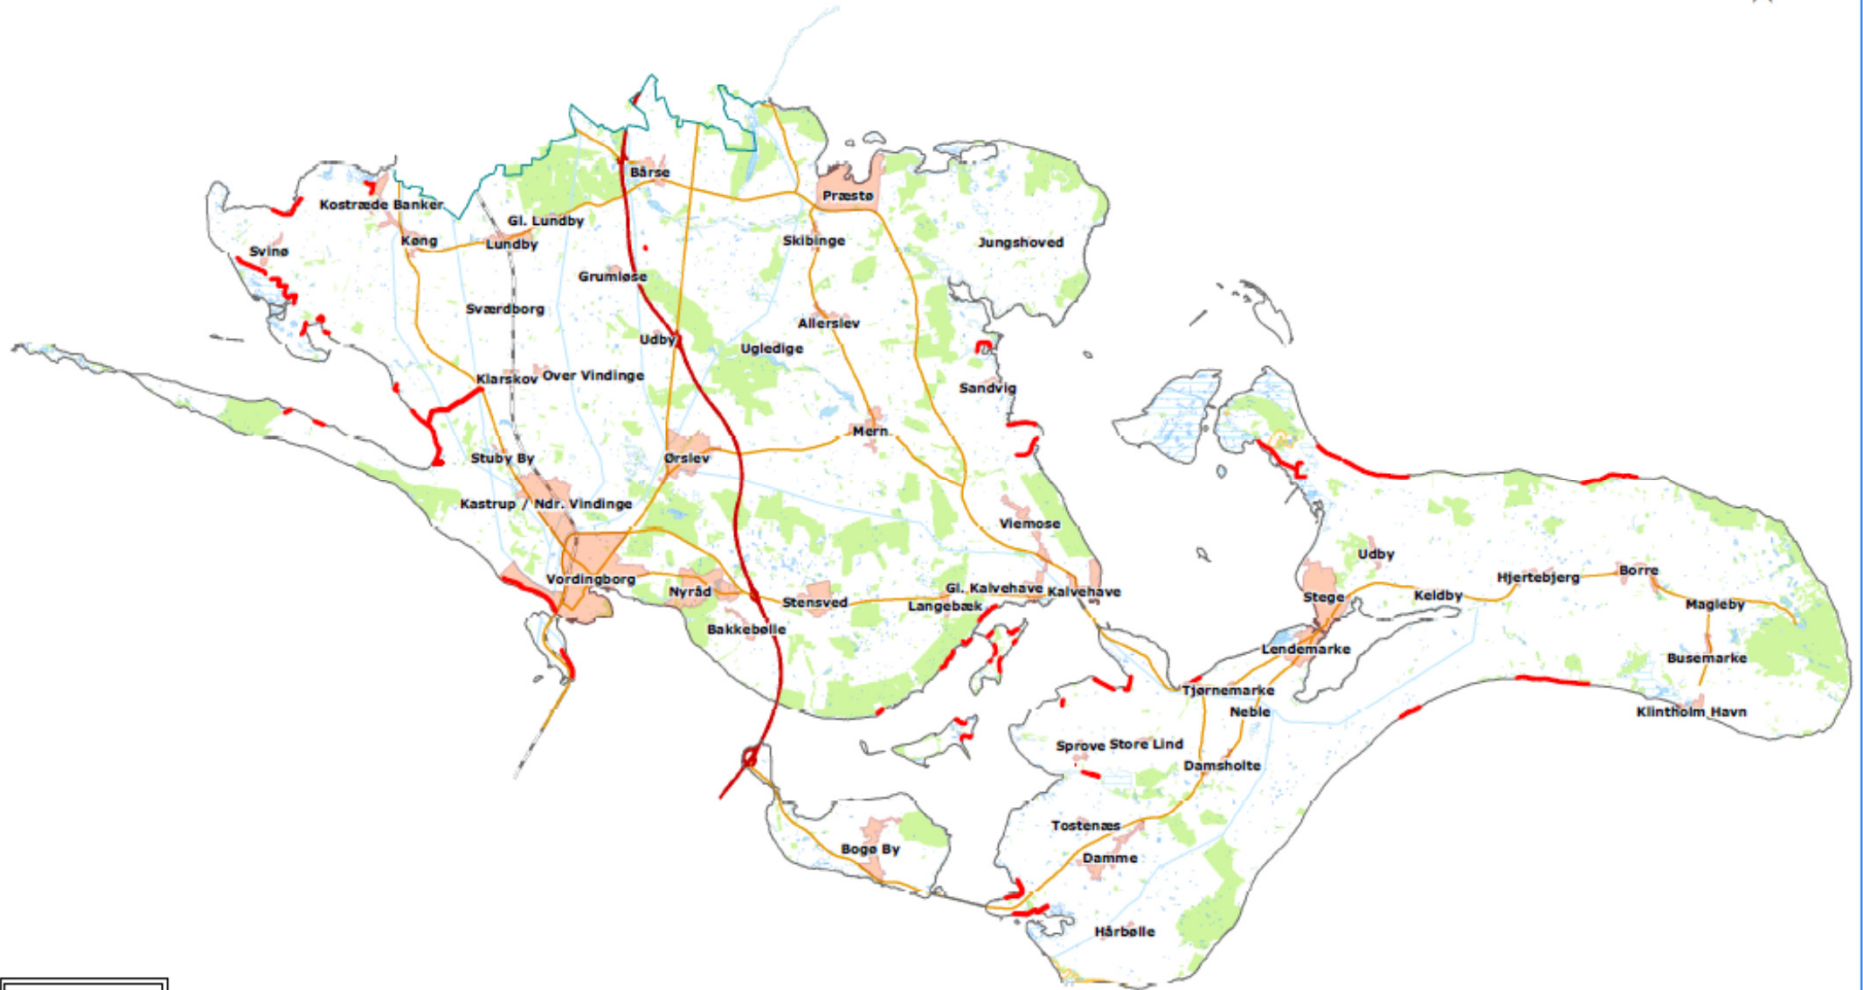 Bårse
Præstø
Kostræde Banker
Gl. Lundby
Køng
Lundby
Skibinge
Jungshoved
Svinø
Grumløse
Sværdborg
Allerslev
Udby
Ugledige
Klarskov
Over Vindinge
Sandvig
Mern
Stuby By
Ørslev
Kastrup / Ndr. Vindinge
Viemose
Udby
Vordingborg
Hjertebjerg
Borre
Nyråd
Gl. Kalvehave
Kalvehave
Stege
Keldby
Stensved
Langebæk
Magleby
Bakkebølle
Lendemarke
Busemarke
Tjørnemarke
Neble
Klintholm Havn
Sprove
Store Lind
Damsholte
Tostenæs
Bogø By
Damme
Hårbølle